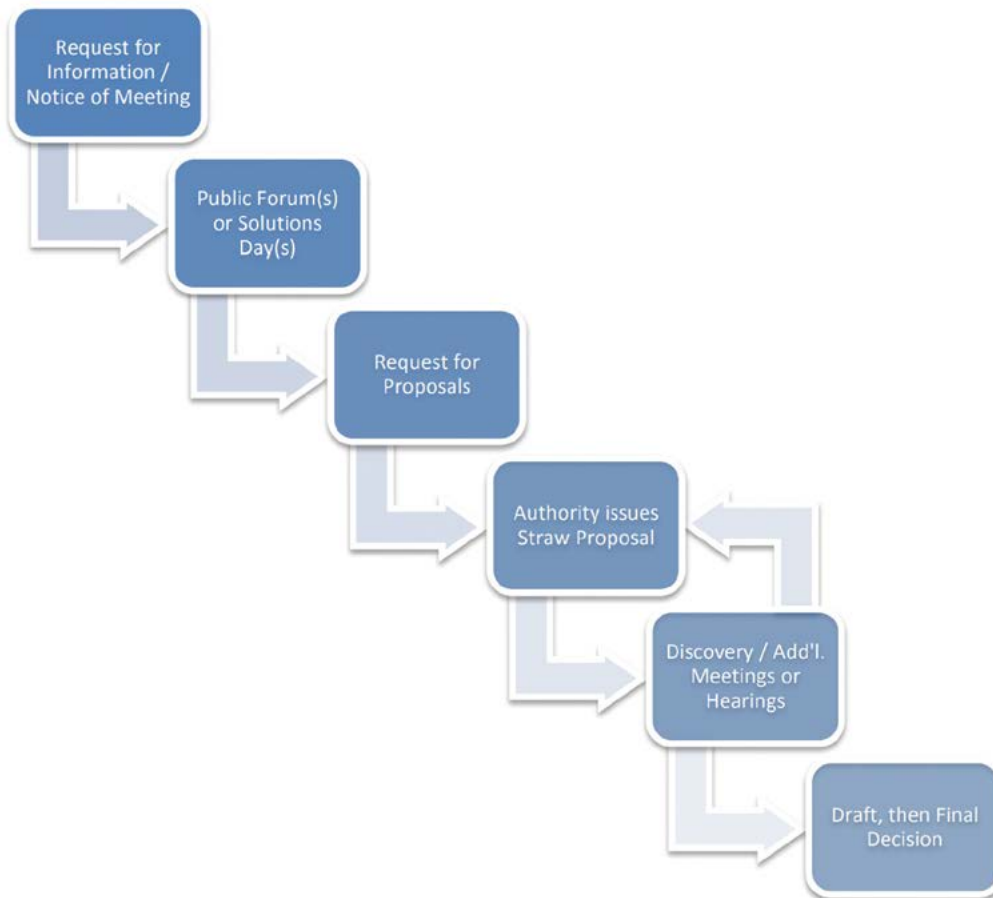 Request for
Information /
Notice of Meeting
Public Forum(s)
or Solutions
Day(s)
Request for
Proposals
Authority issues
Straw Proposal
Discovery / Add'l.
Meetings or
Hearings
Draft, then Final
Decision